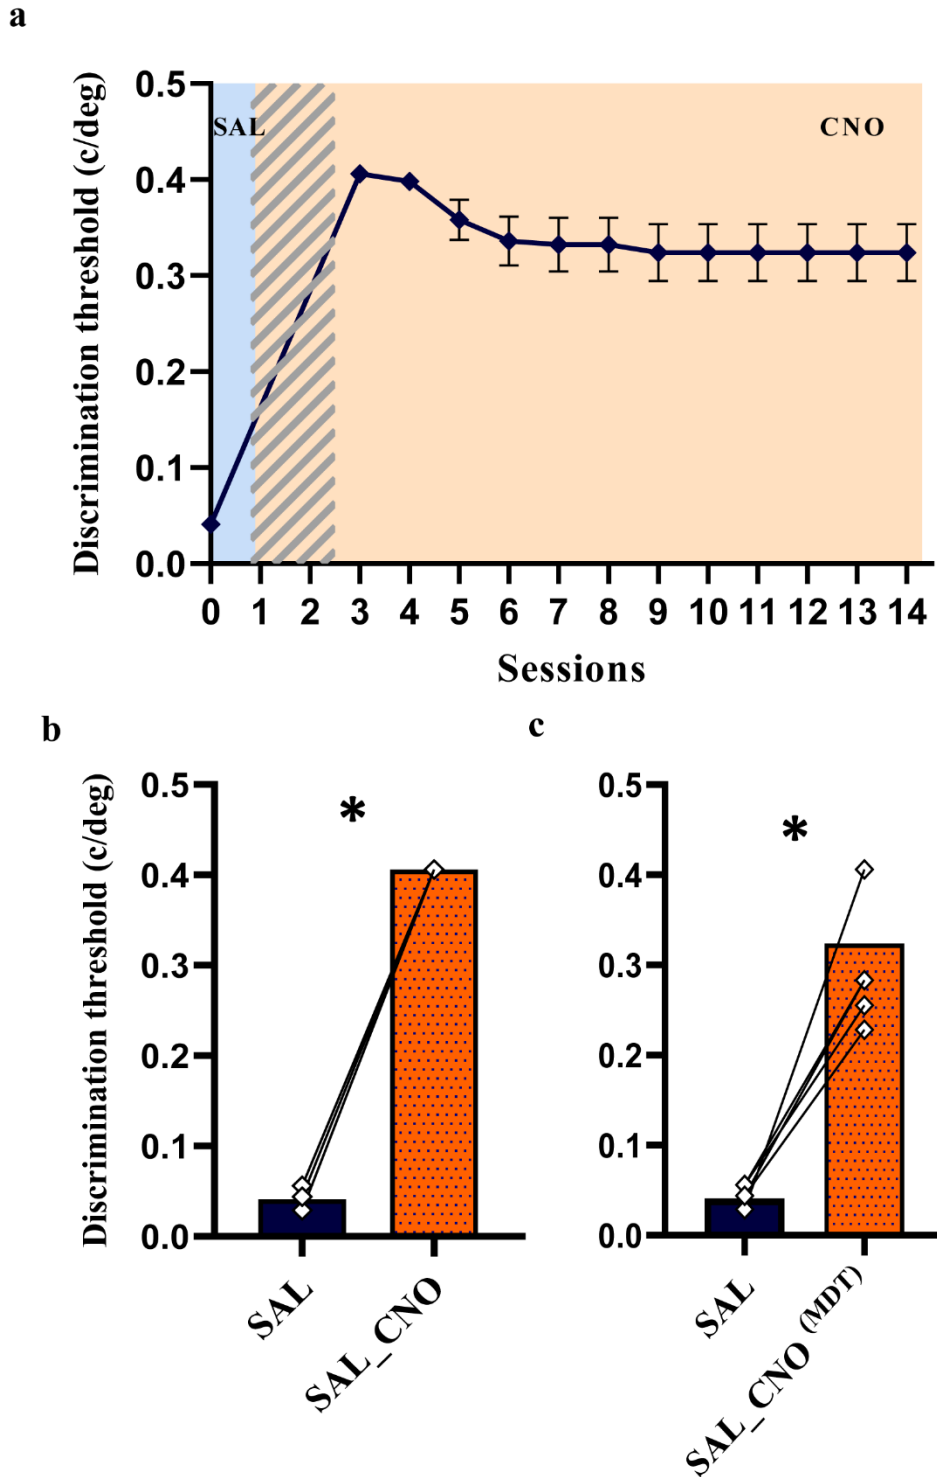 a
Discrimination threshold (c/deg)
0.5
0.4
0.3
0.2
0.1
0.0
SAL
CNO
0 1 2 3 4 5 6 7 8 9 10 11 12 13 14
Sessions
b
Discrimination threshold (c/deg)
0.5
0.4
0.3
0.2
0.1
0.0
*
SAL
SAL_CNO
c
0.5
0.4
0.3
0.2
0.1
0.0
*
SAL
SAL_CNO (MDT)